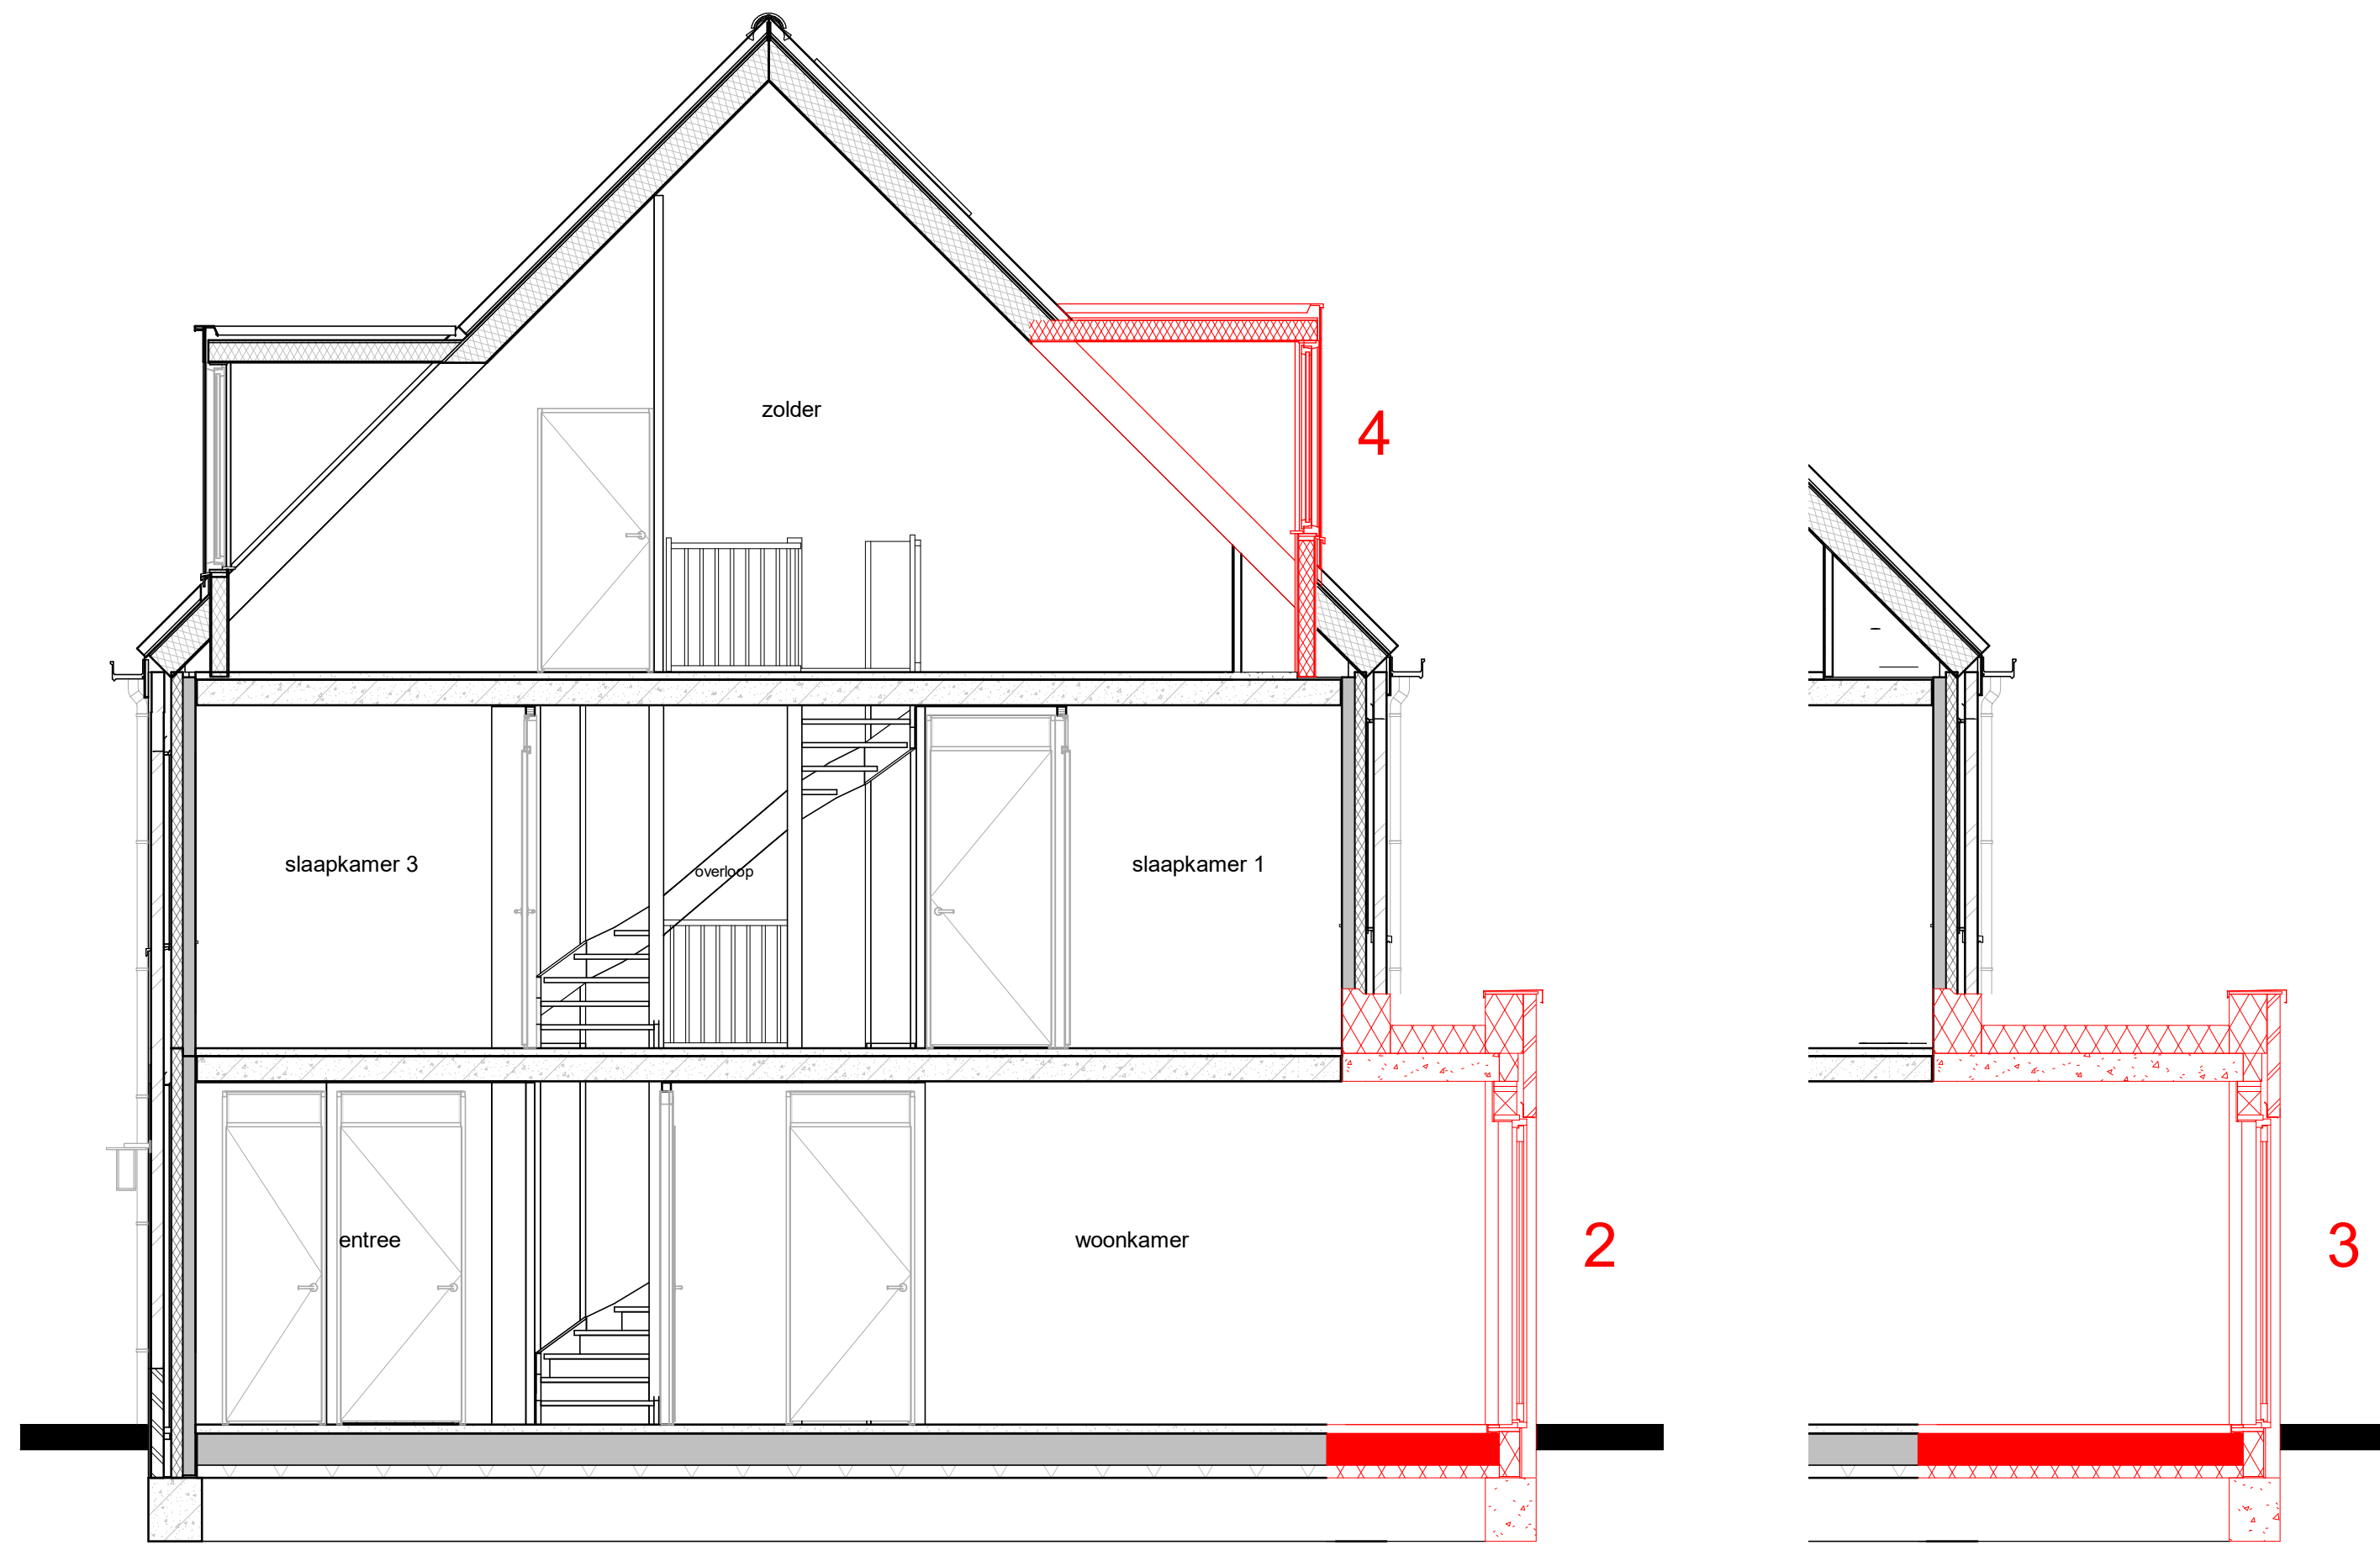 zolder
4
slaapkamer 3
overloop
slaapkamer 1
entree
woonkamer
2
3